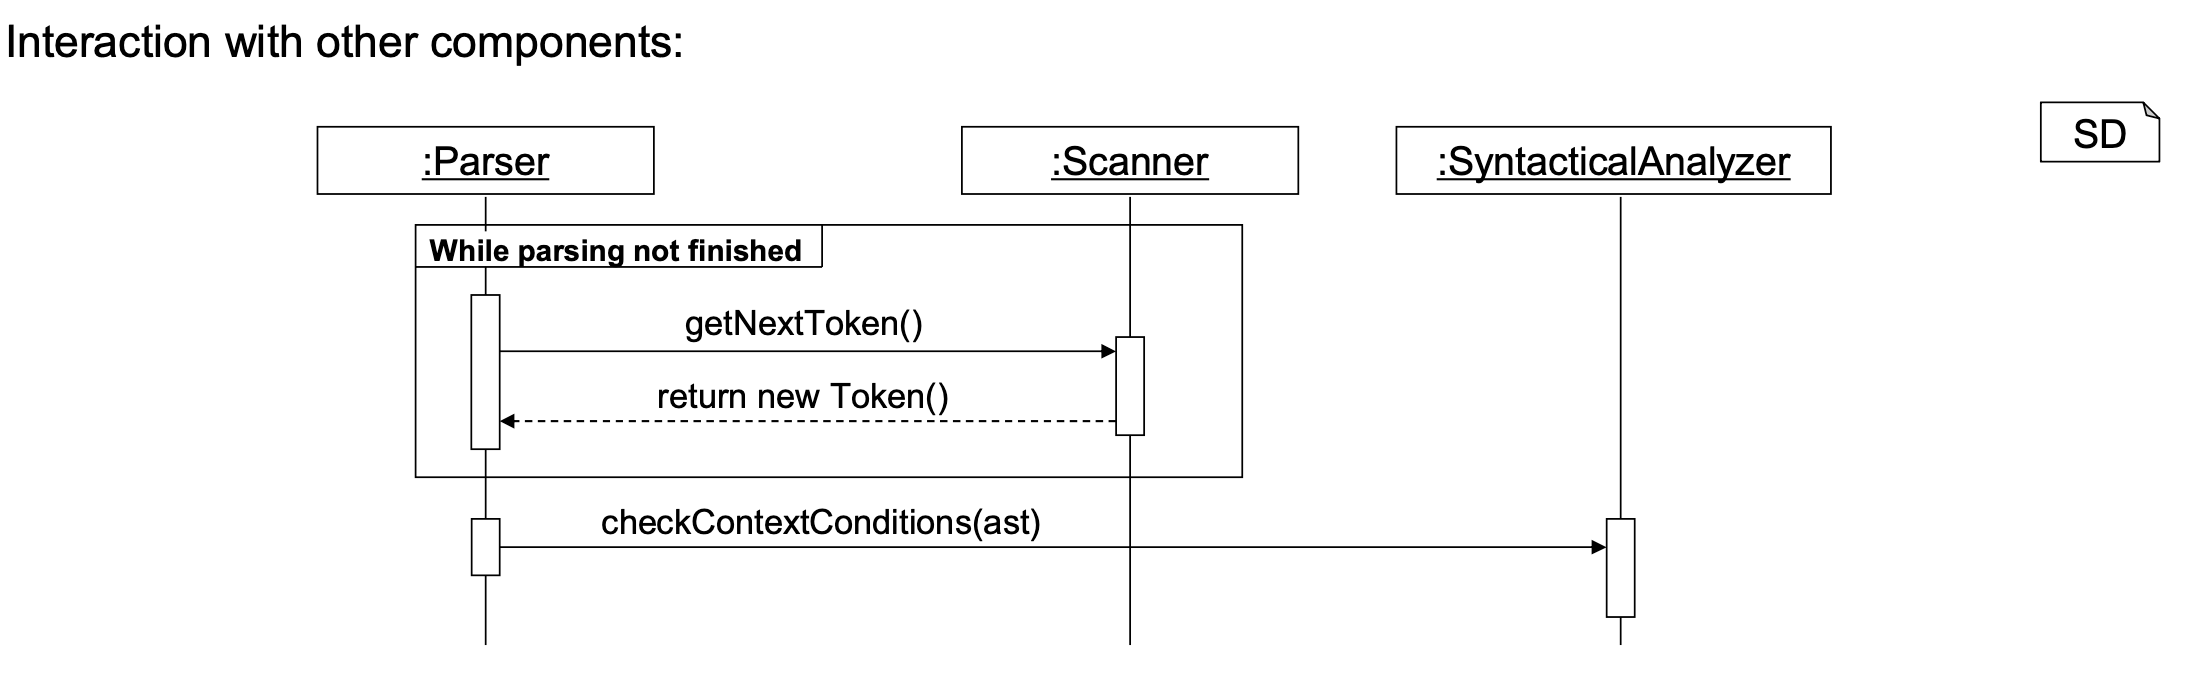 Interaction with other components:
SD
:Parser
:Scanner
:SyntacticalAnalyzer
While parsing not finished
getNextToken()
return new Token()
checkContextConditions(ast)